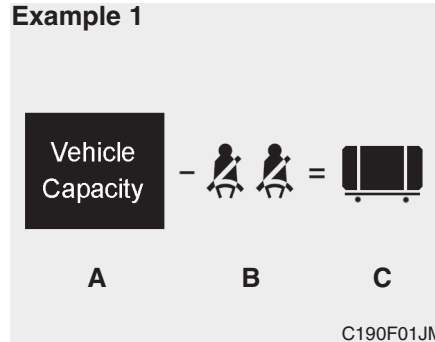 Example 1
Vehicle
Capacity
- =
A B C
C190F01JM